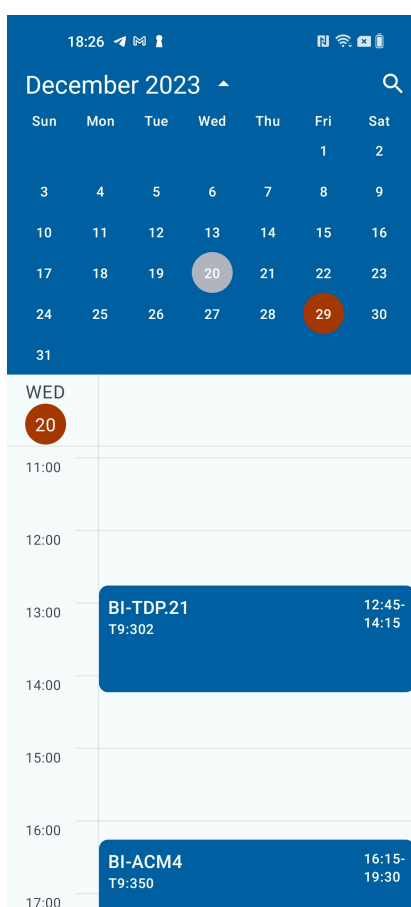 18:26
December 2023
Sun Mon Tue Wed Thu Fri Sat
1 2
3 4 5 6 7 8 9
10 11 12 13 14 15 16
17 18 19 20 21 22 23
24 25 26 27 28 29 30
31
WED
20
11:00
12:00
BI-TDP.21 12:45-
T9:302 14:15
13:00
14:00
15:00
16:00
BI-ACM4 16:15-
T9:350 19:30
17:00